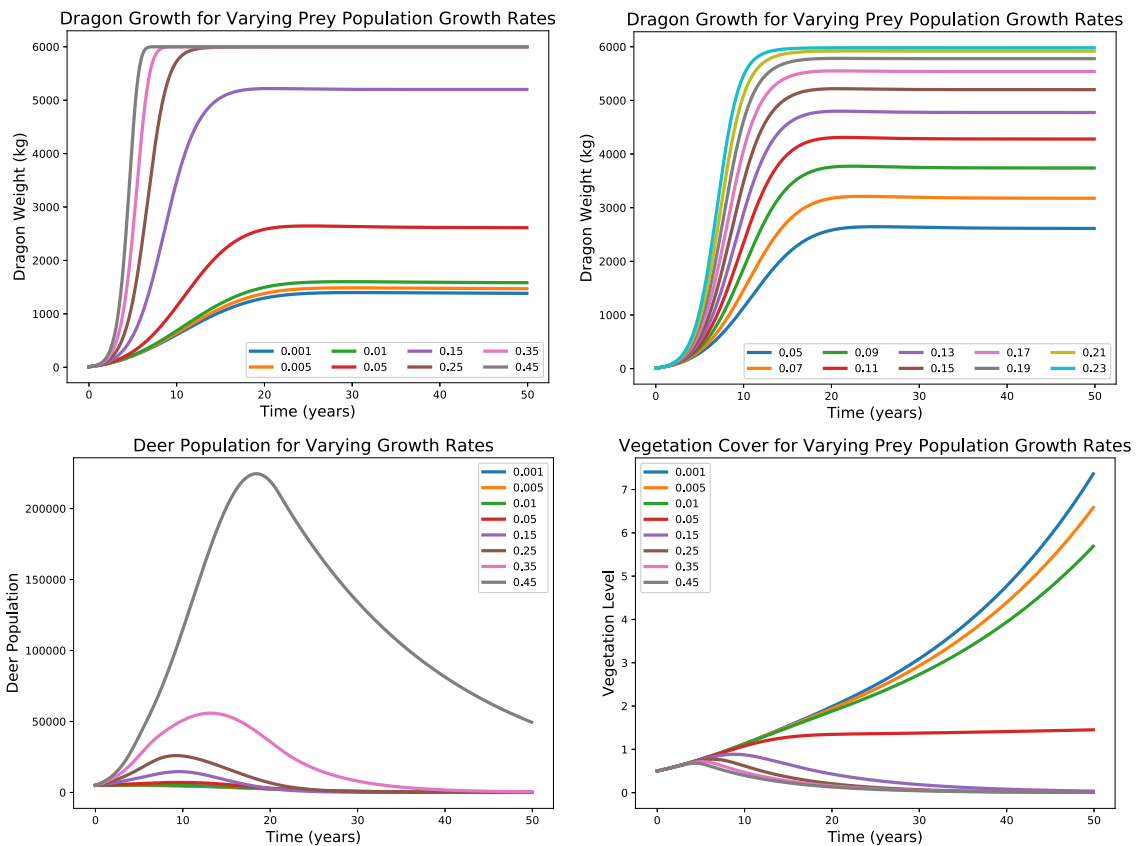 Dragon Growth for Varying Prey Population Growth Rates
Dragon Weight (kg)
6000
5000
4000
3000
2000
1000
0
0.001 0.01 0.15 0.35
0.005 0.05 0.25 0.45
0 10 20 30 40 50
Time (years)
Dragon Growth for Varying Prey Population Growth Rates
Dragon Weight (kg)
6000
5000
4000
3000
2000
1000
0
0.05 0.09 0.13 0.17 0.21
0.07 0.11 0.15 0.19 0.23
0 10 20 30 40 50
Time (years)
Deer Population for Varying Growth Rates
Deer Population
200000
150000
100000
50000
0
0.001
0.005
0.01
0.05
0.15
0.25
0.35
0.45
0 10 20 30 40 50
Time (years)
Vegetation Cover for Varying Prey Population Growth Rates
Vegetation Level
7
6
5
4
3
2
1
0
0.001
0.005
0.01
0.05
0.15
0.25
0.35
0.45
0 10 20 30 40 50
Time (years)